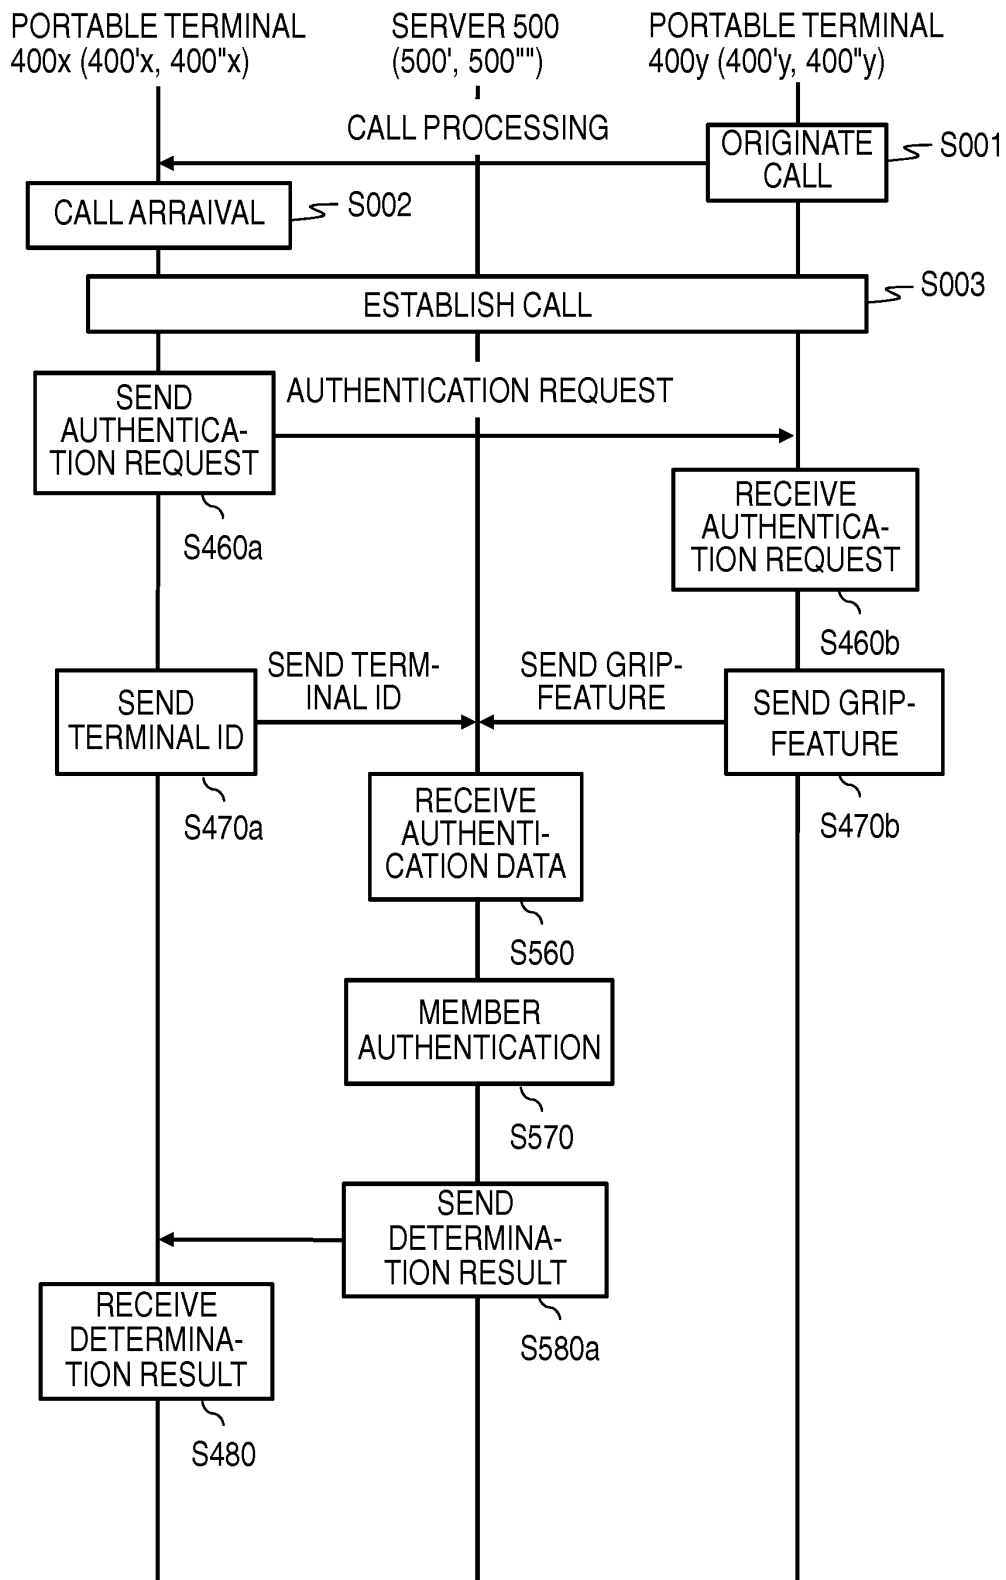 PORTABLE TERMINAL
400x (400'x, 400"x)
SERVER 500
(500', 500"")
PORTABLE TERMINAL
400y (400'y, 400"y)
CALL PROCESSING
ORIGINATE
CALL
S001
CALL ARRAIVAL
S002
ESTABLISH CALL
S003
SEND
AUTHENTICA-
TION REQUEST
S460a
AUTHENTICATION REQUEST
RECEIVE
AUTHENTICA-
TION REQUEST
S460b
SEND
TERMINAL ID
S470a
SEND TERM-
INAL ID
SEND GRIP-
FEATURE
SEND GRIP-
FEATURE
S470b
RECEIVE
AUTHENTI-
CATION DATA
S560
MEMBER
AUTHENTICATION
S570
SEND
DETERMINA-
TION RESULT
S580a
RECEIVE
DETERMINA-
TION RESULT
S480